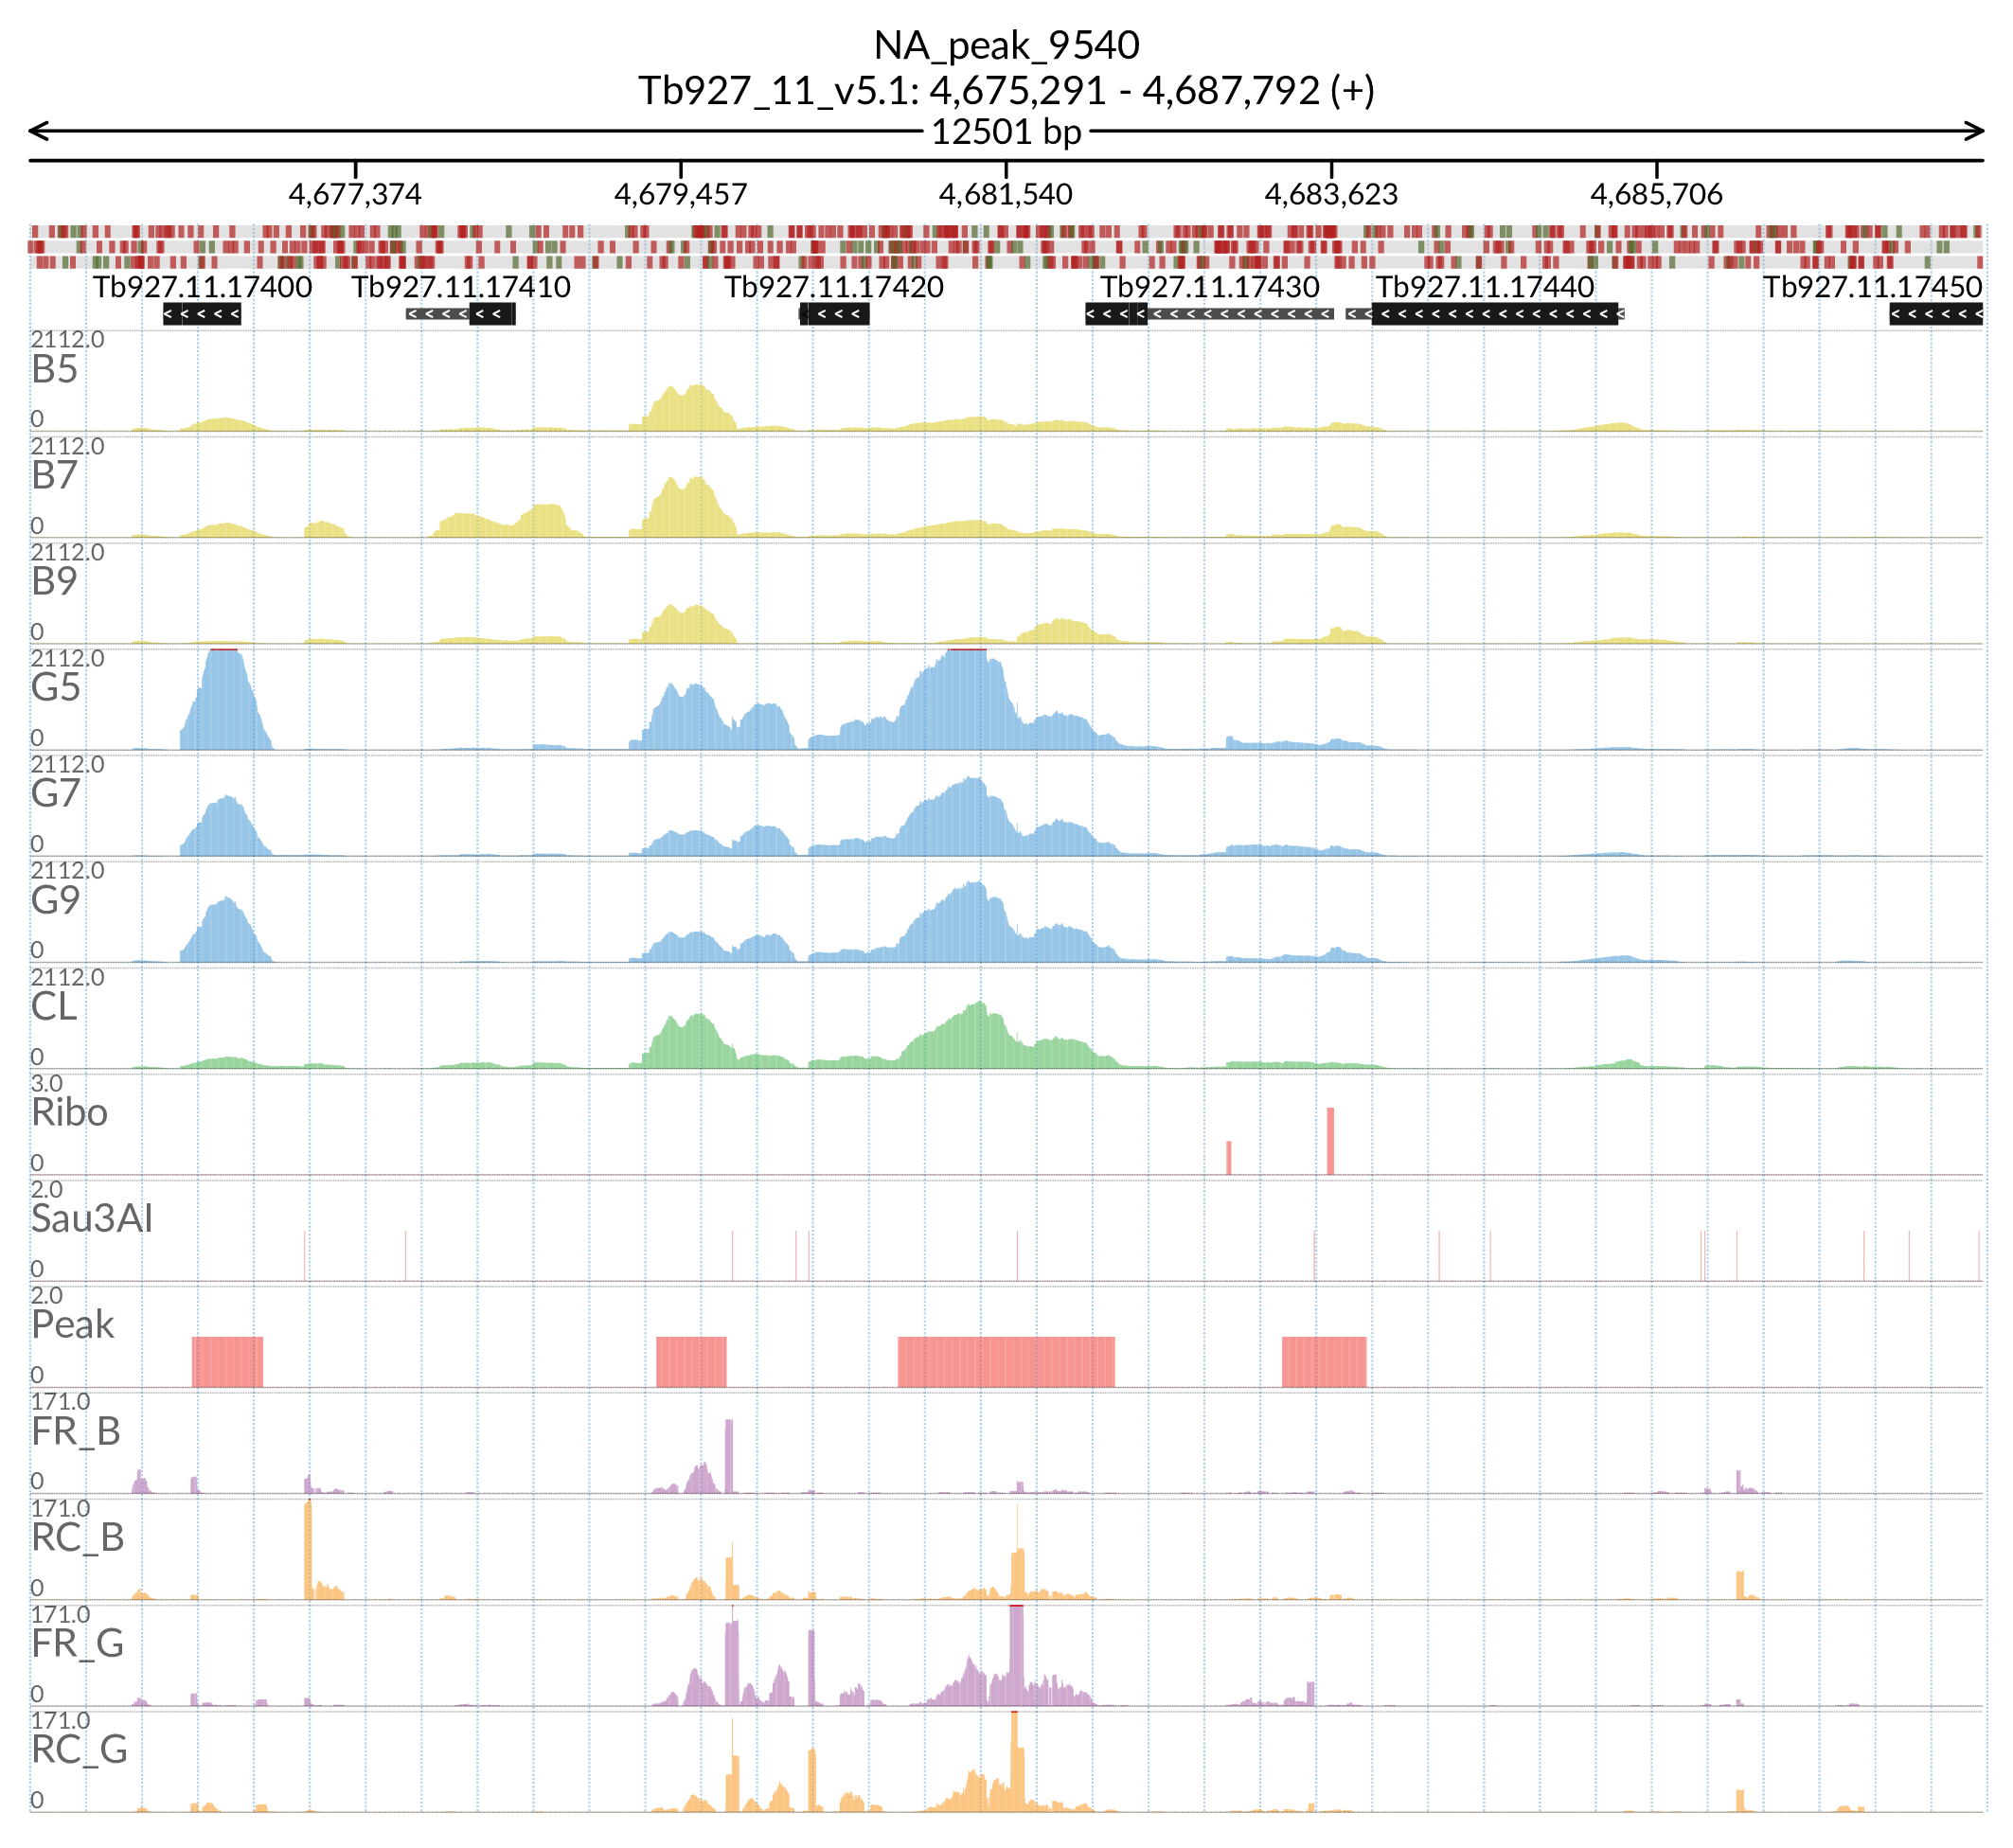 NA_peak_9540
Tb927_11_v5.1: 4,675,291 - 4,687,792 (+)
12501 bp
4,677,374 4,679,457 4,681,540 4,683,623 4,685,706
Tb927.11.17400 Tb927.11.17410 Tb927.11.17420 Tb927.11.17430 Tb927.11.17440 Tb927.11.17450
2112.0
B5
0
2112.0
B7
0
2112.0
B9
0
2112.0
G5
0
2112.0
G7
0
2112.0
G9
0
2112.0
CL
0
3.0
Ribo
0
2.0
Sau3AI
0
2.0
Peak
0
171.0
FR_B
0
171.0
RC_B
0
171.0
FR_G
0
171.0
RC_G
0